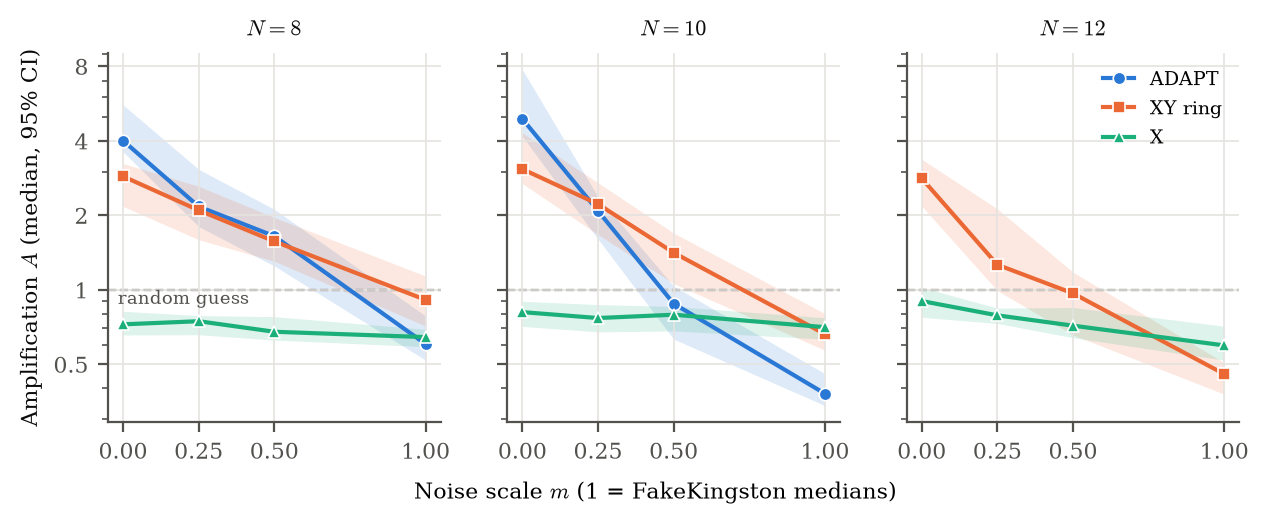 N = 8
N = 10
N = 12
Amplification A (median, 95% CI)
8
4
2
1
0.5
random guess
ADAPT
XY ring
X
0.00 0.25 0.50 1.00
0.00 0.25 0.50 1.00
0.00 0.25 0.50 1.00
Noise scale m (1 = FakeKingston medians)